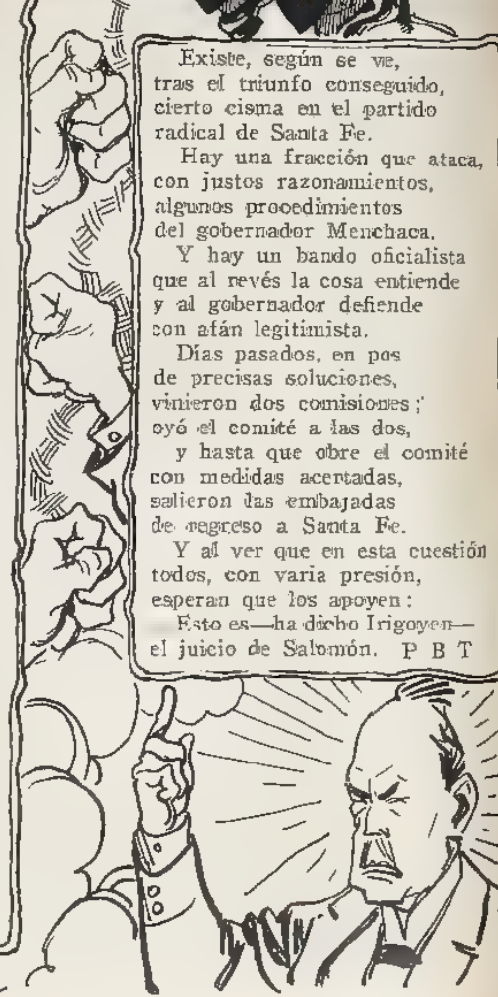 Existe, según se ve,
tras el triunfo conseguido,
cierto cisma en el partido
radical de Santa Fe.
Hay una fracción que ataca,
con justos razonamientos,
algunos procedimientos
del gobernador Menchaca.
Y hay un bando oficialista
que al revés la cosa entiende
y al gobernador defiende
con afán legitimista.
Días pasados, en pos
de precisas soluciones,
vinieron dos comisiones;
oyó el comité a las dos,
y hasta que obre el comité
con medidas acertadas,
salieron las embajadas
de regreso a Santa Fe.
Y al ver que en esta cuestión
todos, con varia presión,
esperan que los apoyen:
Esto es—ha dicho Irigoyen—
el juicio de Salomón. P B T